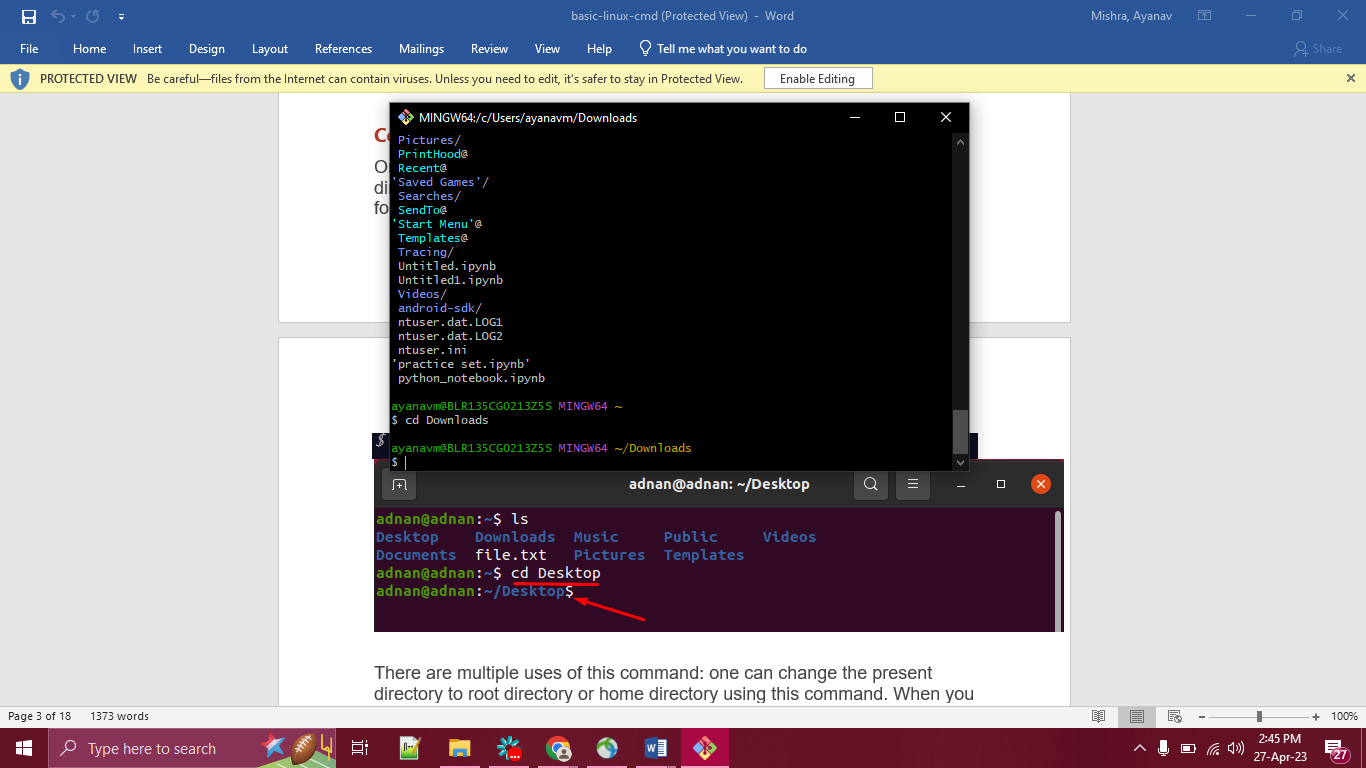 basic-linux-cmd (Protected View) - Word
Mishra, Ayanav
File Home Insert Design Layout References Mailings Review View Help Tell me what you want to do Share
PROTECTED VIEW Be careful—files from the Internet can contain viruses. Unless you need to edit, it's safer to stay in Protected View. Enable Editing
MINGW64:/c/Users/ayanavm/Downloads
Pictures/
PrintHood@
Recent@
'Saved Games'/
Searches/
SendTo@
'Start Menu'@
Templates@
Tracing/
Untitled.ipynb
Untitled1.ipynb
Videos/
android-sdk/
ntuser.dat.LOG1
ntuser.dat.LOG2
ntuser.ini
'practice set.ipynb'
python_notebook.ipynb
ayanavm@BLR135CGO213Z5S MINGW64 ~
$ cd Downloads
ayanavm@BLR135CGO213Z5S MINGW64 ~/Downloads
$
$
adnan@adnan: ~/Desktop
adnan@adnan:~$ ls
Desktop Downloads Music Public Videos
Documents file.txt Pictures Templates
adnan@adnan:~$ cd Desktop
adnan@adnan:~/Desktop$
There are multiple uses of this command: one can change the present
directory to root directory or home directory using this command. When you
Page 3 of 18 1373 words
100%
Type here to search
2:45 PM
27-Apr-23
27